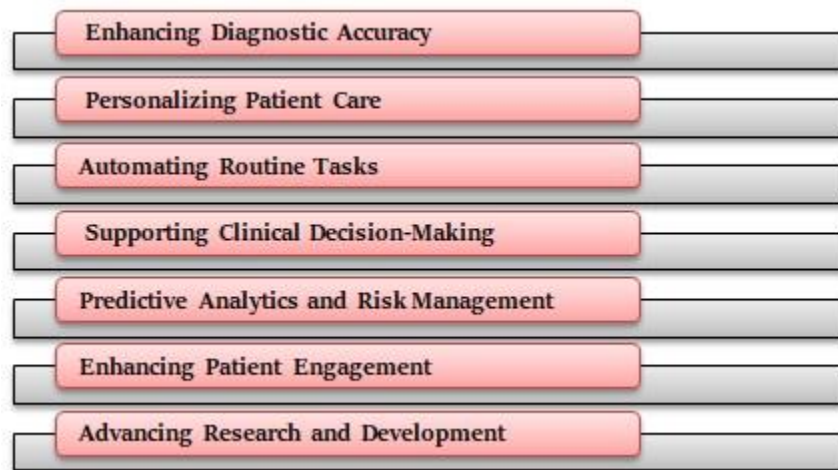 Enhancing Diagnostic Accuracy
Personalizing Patient Care
Automating Routine Tasks
Supporting Clinical Decision-Making
Predictive Analytics and Risk Management
Enhancing Patient Engagement
Advancing Research and Development